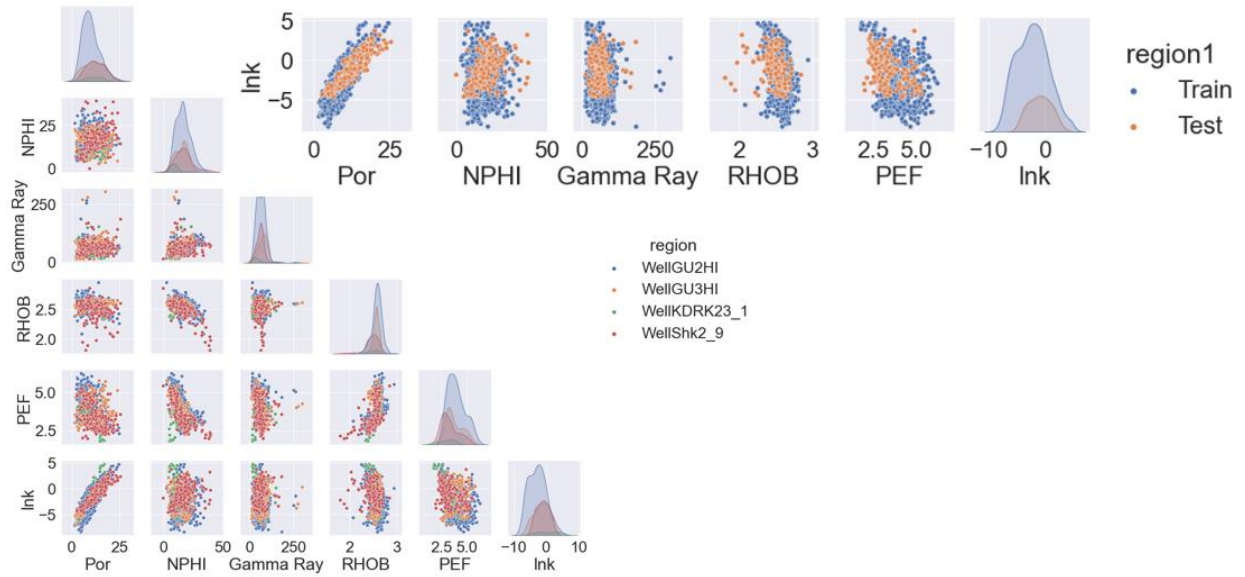 5
0
−5
lnk
0 25
0 50
0 250
2 3
2.5 5.0
−10 0
Por NPHI Gamma Ray RHOB PEF lnk
region1
Train
Test
25
0
NPHI
250
0
Gamma Ray
2.5
2.0
RHOB
5.0
2.5
PEF
5
0
−5
lnk
0 25
0 50
0 250
2 3
2.5 5.0
−10 0 10
Por NPHI Gamma Ray RHOB PEF lnk
region
WellGU2HI
WellGU3HI
WellKDRK23_1
WellShk2_9